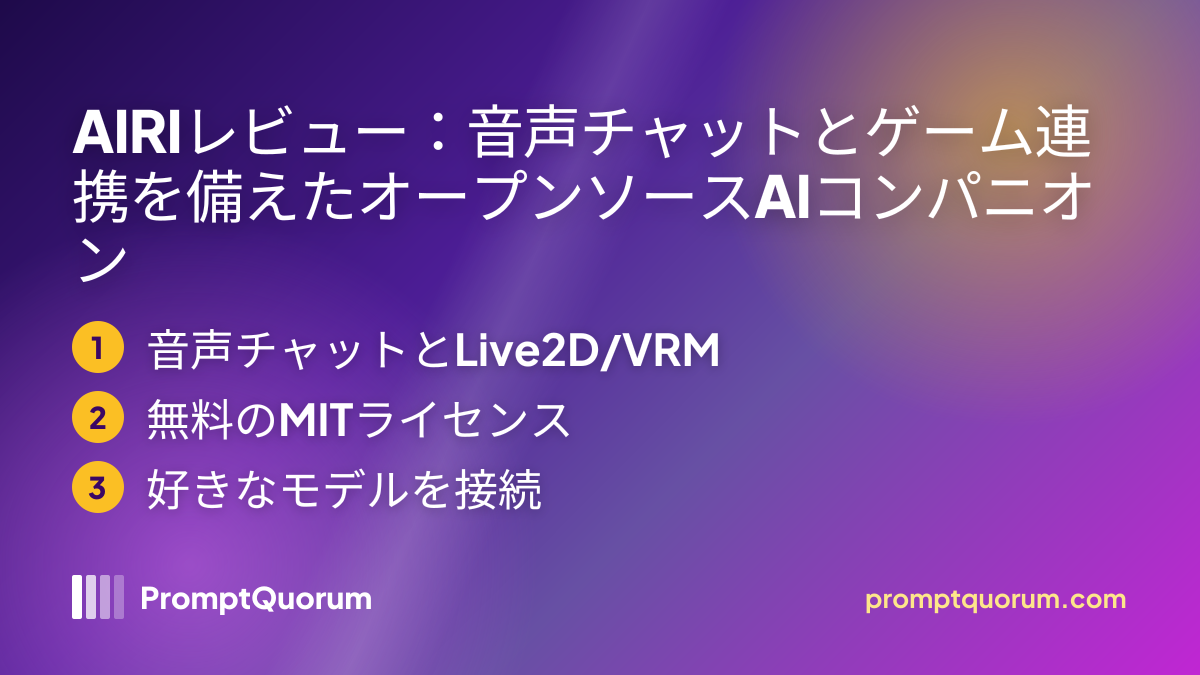 AIRIレビュー：音声チャットとゲーム連
携を備えたオープンソースAIコンパニオ
ン
1 音声チャットとLive2D/VRM
2 無料のMITライセンス
3 好きなモデルを接続
PromptQuorum
promptquorum.com